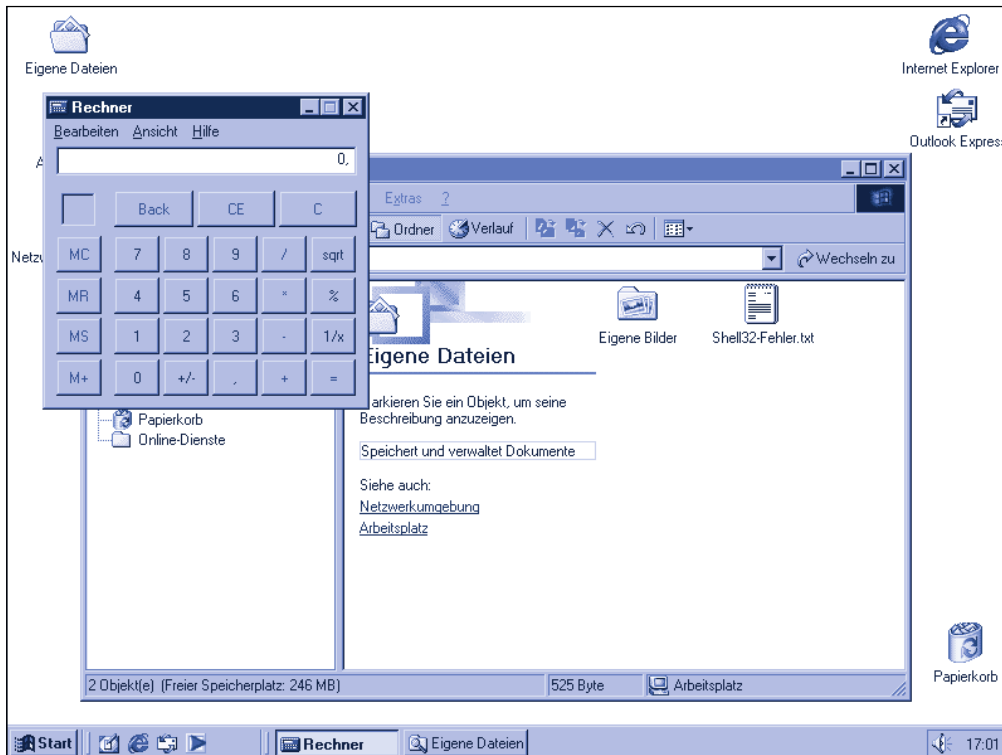 Eigene Dateien
Internet Explorer
Outlook Express
Rechner
Bearbeiten Ansicht Hilfe
0,
Back CE C
MC 7 8 9 / sqrt
MR 4 5 6 * %
MS 1 2 3 - 1/x
M+ 0 +/- , + =
Extras ?
Ordner Verlauf
Wechseln zu
Eigene Dateien
Markieren Sie ein Objekt, um seine
Beschreibung anzuzeigen.
Speichert und verwaltet Dokumente
Siehe auch:
Netzwerkumgebung
Arbeitsplatz
Eigene Bilder
Shell32-Fehler.txt
Papierkorb
Online-Dienste
2 Objekt(e) (Freier Speicherplatz: 246 MB) 525 Byte Arbeitsplatz
Papierkorb
Start Rechner Eigene Dateien 17:01